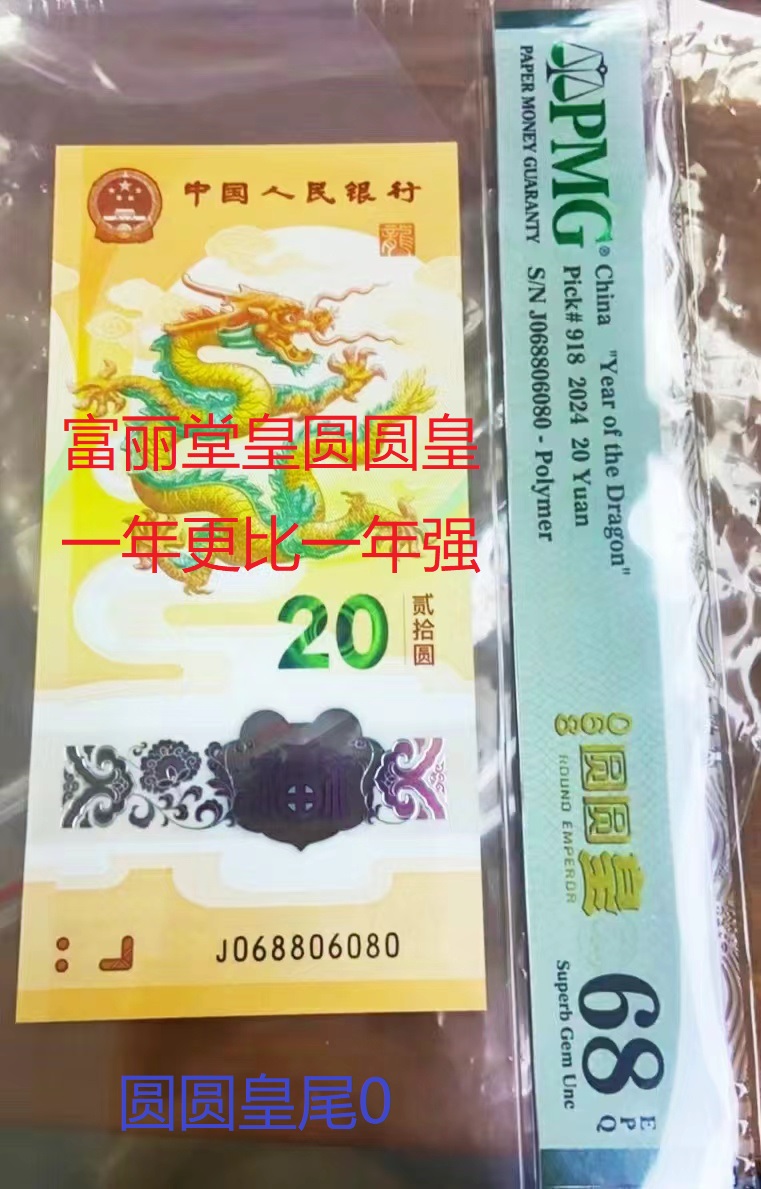 中国人民银行
龍
富丽堂皇圆圆皇
一年更比一年强
20
贰拾圆
J068806080
圆圆皇尾0
PMG®
PAPER MONEY GUARANTY
China "Year of the Dragon"
Pick# 918 2024 20 Yuan
S/N J068806080 - Polymer
068
圆圆皇
ROUND EMPEROR
68
EPQ
Superb Gem Unc